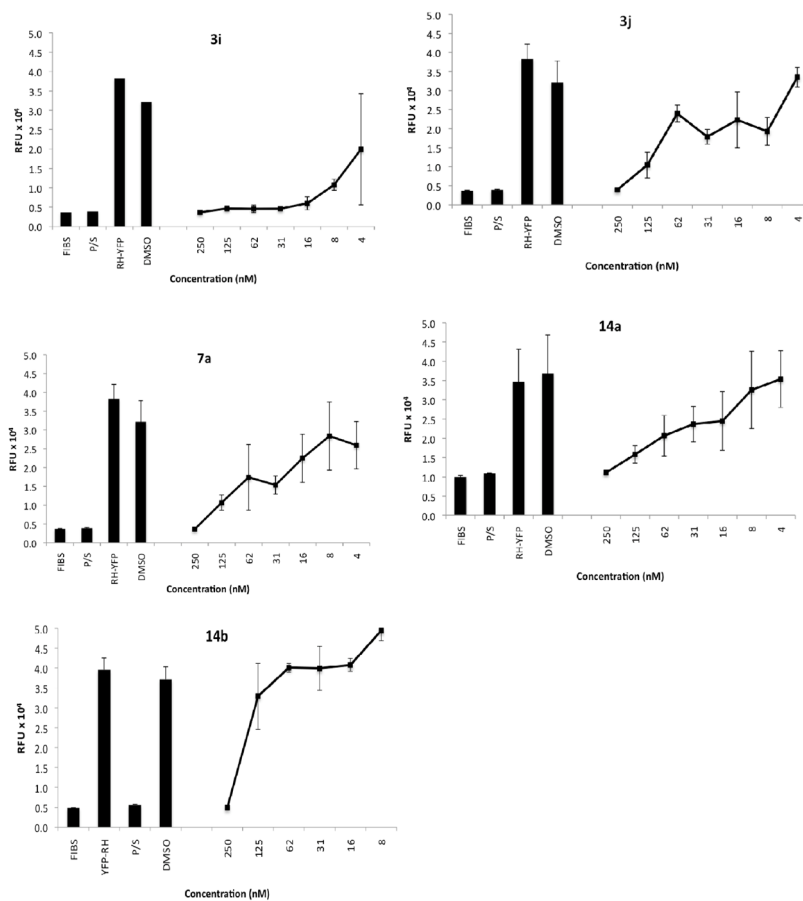 3i
RFU x 10⁴
5.0
4.5
4.0
3.5
3.0
2.5
2.0
1.5
1.0
0.5
0.0
FIBS
P/S
RH-YFP
DMSO
250
125
62
31
16
8
4
Concentration (nM)
3j
RFU x 10⁴
5.0
4.5
4.0
3.5
3.0
2.5
2.0
1.5
1.0
0.5
0.0
FIBS
P/S
RH-YFP
DMSO
250
125
62
31
16
8
4
Concentration (nM)
7a
RFU x 10⁴
5.0
4.5
4.0
3.5
3.0
2.5
2.0
1.5
1.0
0.5
0.0
FIBS
P/S
RH-YFP
DMSO
250
125
62
31
16
8
4
Concentration (nM)
14a
RFU x 10⁴
5.0
4.5
4.0
3.5
3.0
2.5
2.0
1.5
1.0
0.5
0.0
FIBS
P/S
RH-YFP
DMSO
250
125
62
31
16
8
4
Concentration (nM)
14b
RFU x 10⁴
5.0
4.5
4.0
3.5
3.0
2.5
2.0
1.5
1.0
0.5
0.0
FIBS
YFP-RH
P/S
DMSO
250
125
62
31
16
8
Concentration (nM)